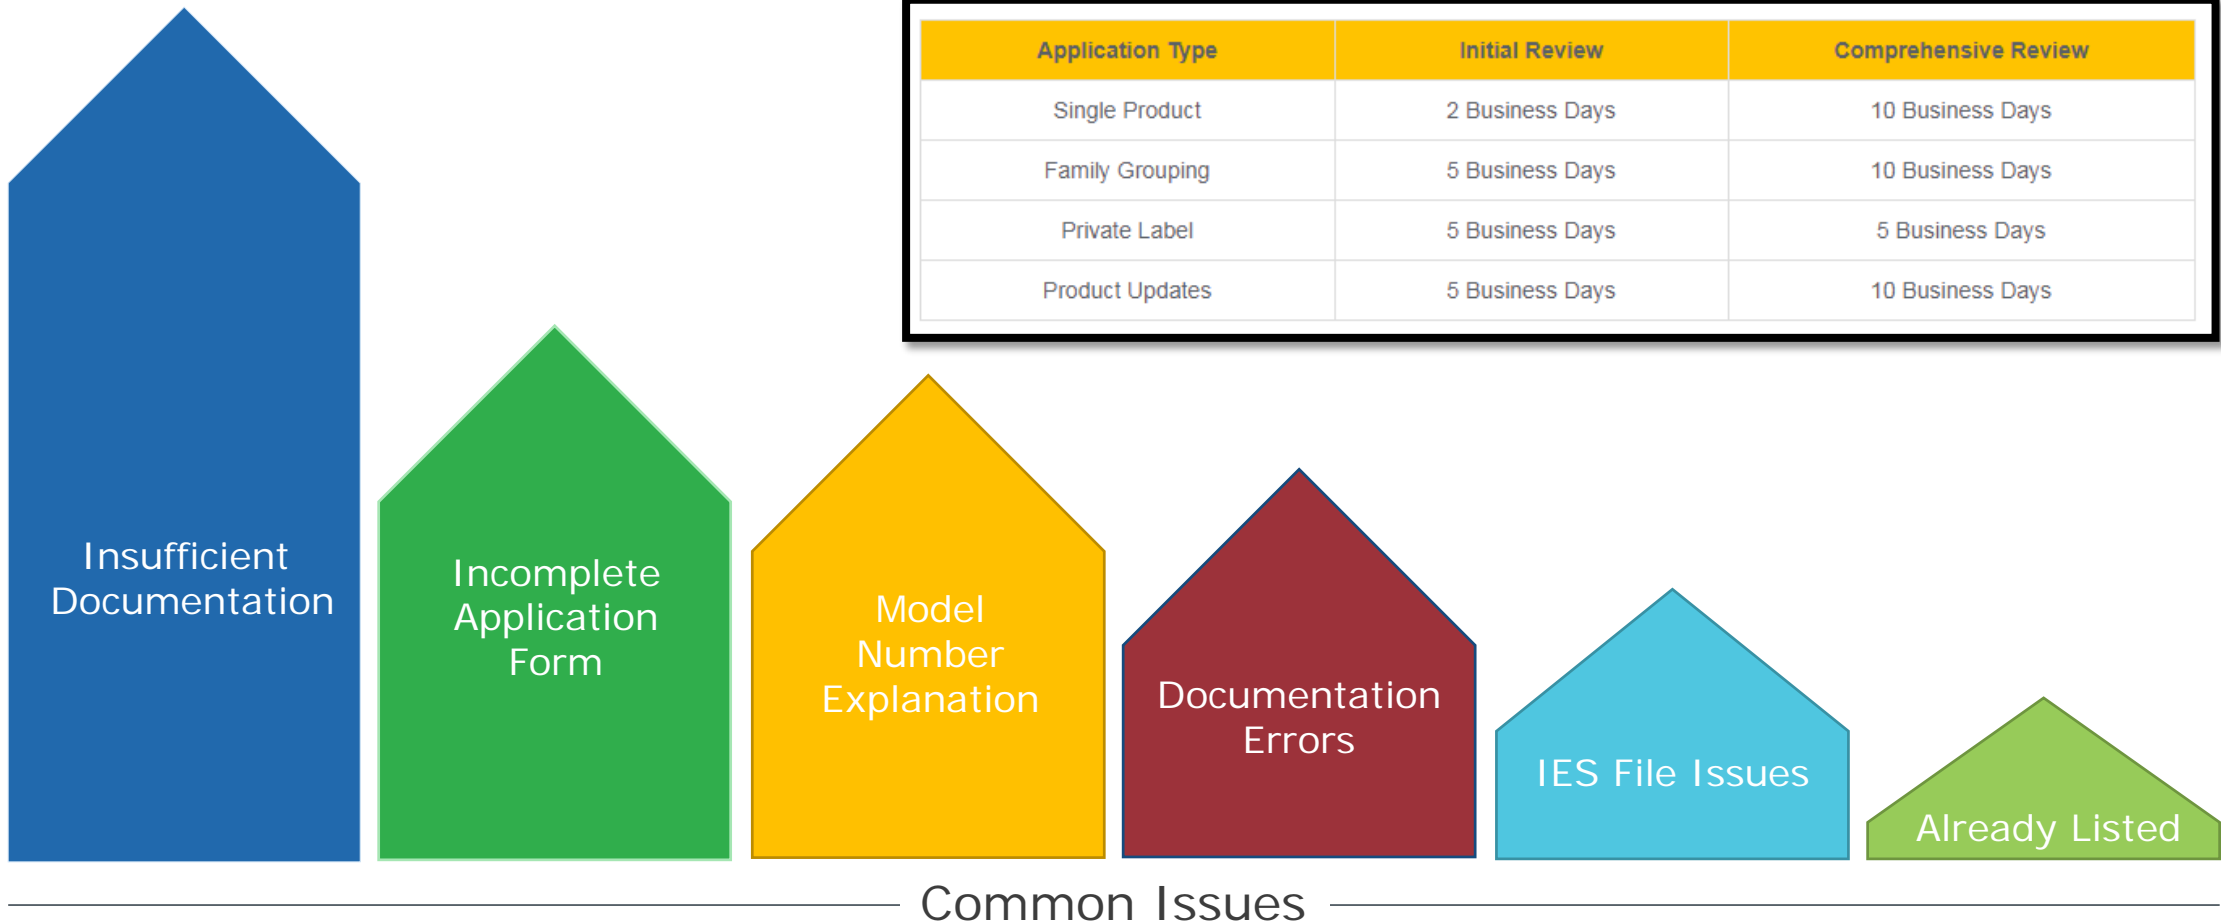 Application Type Initial Review Comprehensive Review
Single Product 2 Business Days 10 Business Days
Family Grouping 5 Business Days 10 Business Days
Private Label 5 Business Days 5 Business Days
Product Updates 5 Business Days 10 Business Days
Insufficient
Documentation
Incomplete
Application
Form
Model
Number
Explanation
Documentation
Errors
IES File Issues
Already Listed
Common Issues